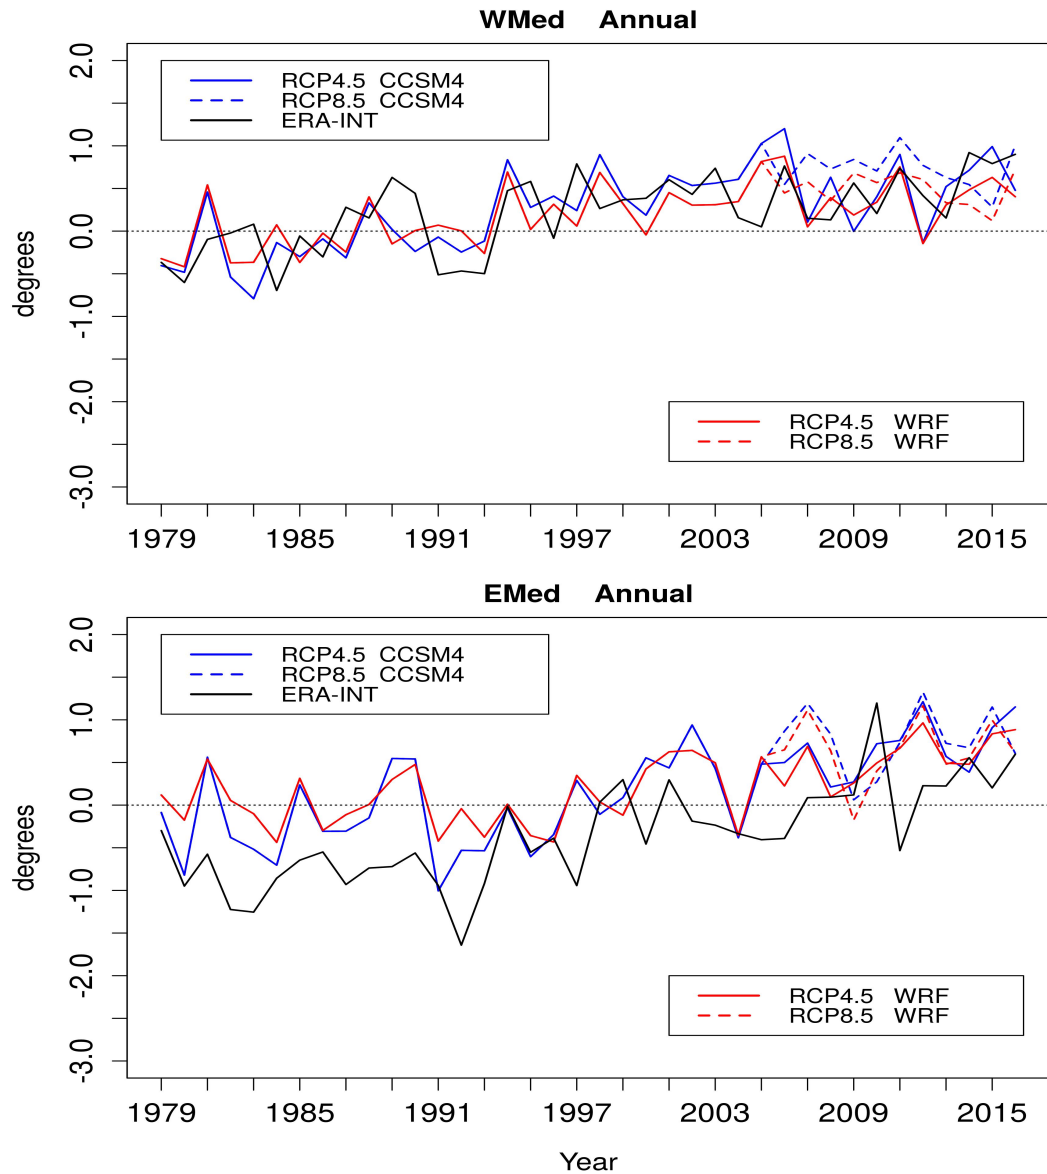 WMed Annual
RCP4.5 CCSM4
RCP8.5 CCSM4
ERA-INT
degrees
2.0
1.0
0.0
-1.0
-2.0
-3.0
RCP4.5 WRF
RCP8.5 WRF
1979 1985 1991 1997 2003 2009 2015
EMed Annual
RCP4.5 CCSM4
RCP8.5 CCSM4
ERA-INT
degrees
2.0
1.0
0.0
-1.0
-2.0
-3.0
RCP4.5 WRF
RCP8.5 WRF
1979 1985 1991 1997 2003 2009 2015
Year